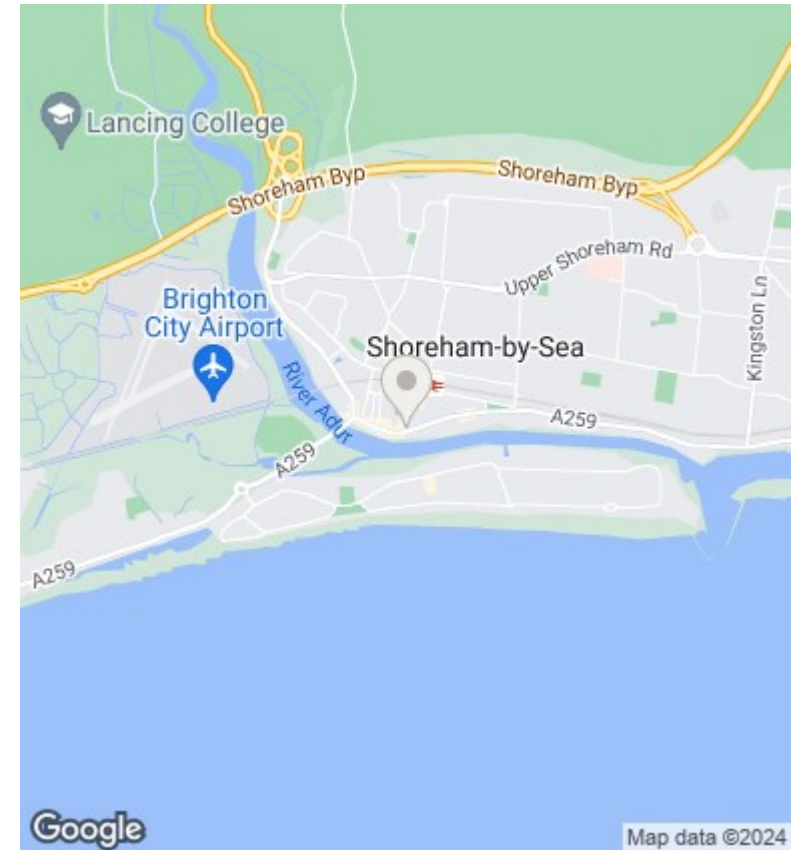 Lancing College
Shoreham Byp
Shoreham Byp
Upper Shoreham Rd
Kingston Ln
Brighton
City Airport
River Adur
Shoreham-by-Sea
A259
A259
A259
Google
Map data ©2024